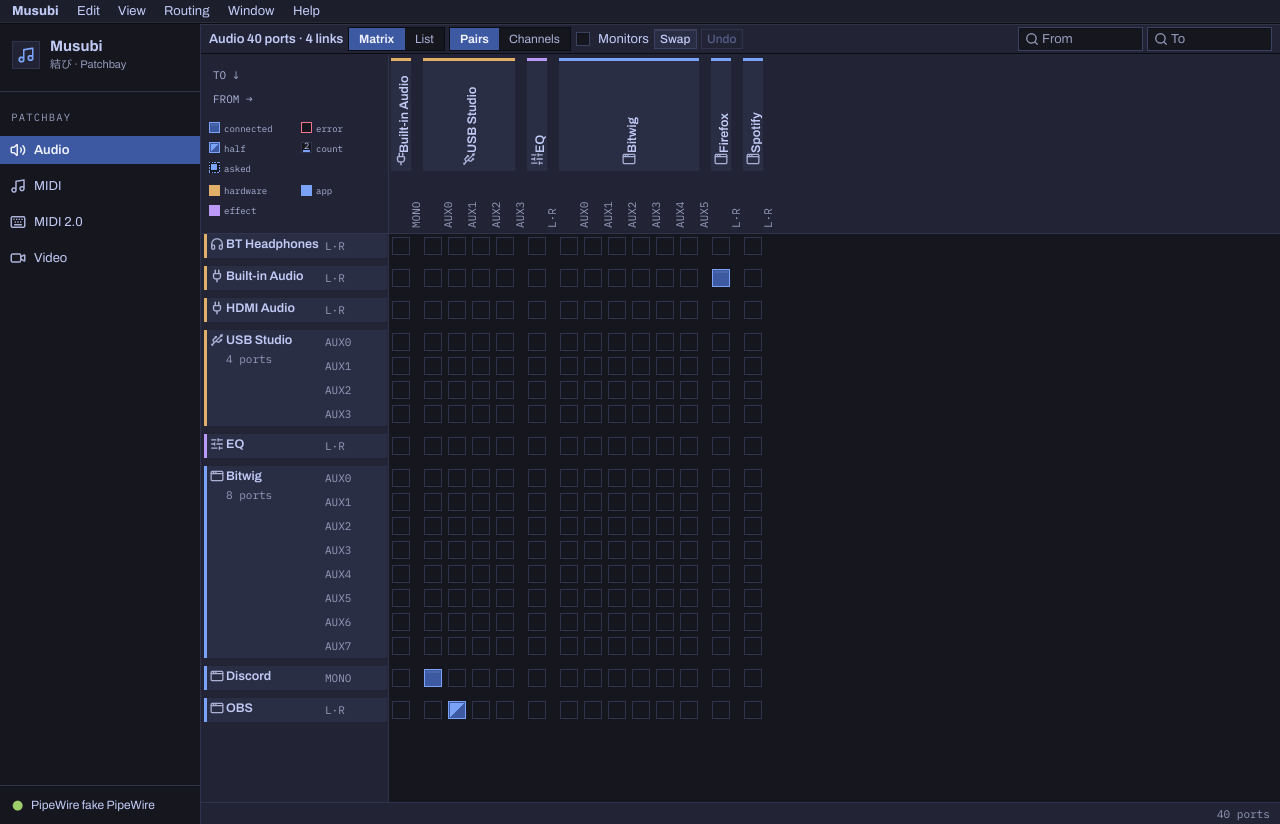 Musubi Edit View Routing Window Help
Musubi
結び · Patchbay
PATCHBAY
Audio
MIDI
MIDI 2.0
Video
PipeWire fake PipeWire
Audio 40 ports · 4 links Matrix List Pairs Channels Monitors Swap Undo From To
TO ↓
FROM →
connected error
half 2 count
asked
hardware app
effect
Built-in Audio USB Studio EQ Bitwig Firefox Spotify
MONO AUX0 AUX1 AUX2 AUX3 L·R AUX0 AUX1 AUX2 AUX3 AUX4 AUX5 L·R L·R
BT Headphones L·R
Built-in Audio L·R
HDMI Audio L·R
USB Studio AUX0
4 ports
AUX1
AUX2
AUX3
EQ L·R
Bitwig AUX0
8 ports
AUX1
AUX2
AUX3
AUX4
AUX5
AUX6
AUX7
Discord MONO
OBS L·R
40 ports